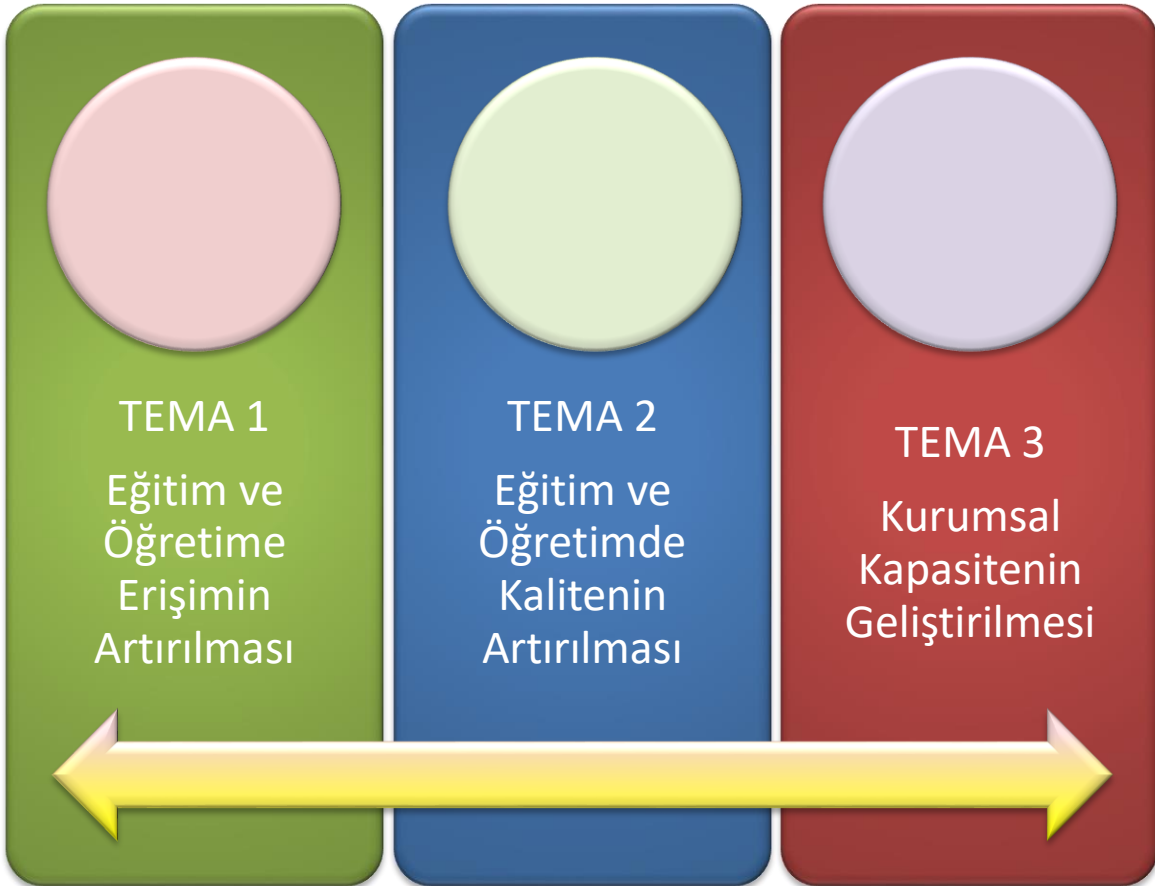 TEMA 1
Eğitim ve
Öğretime
Erişimin
Artırılması
TEMA 2
Eğitim ve
Öğretimde
Kalitenin
Artırılması
TEMA 3
Kurumsal
Kapasitenin
Geliştirilmesi